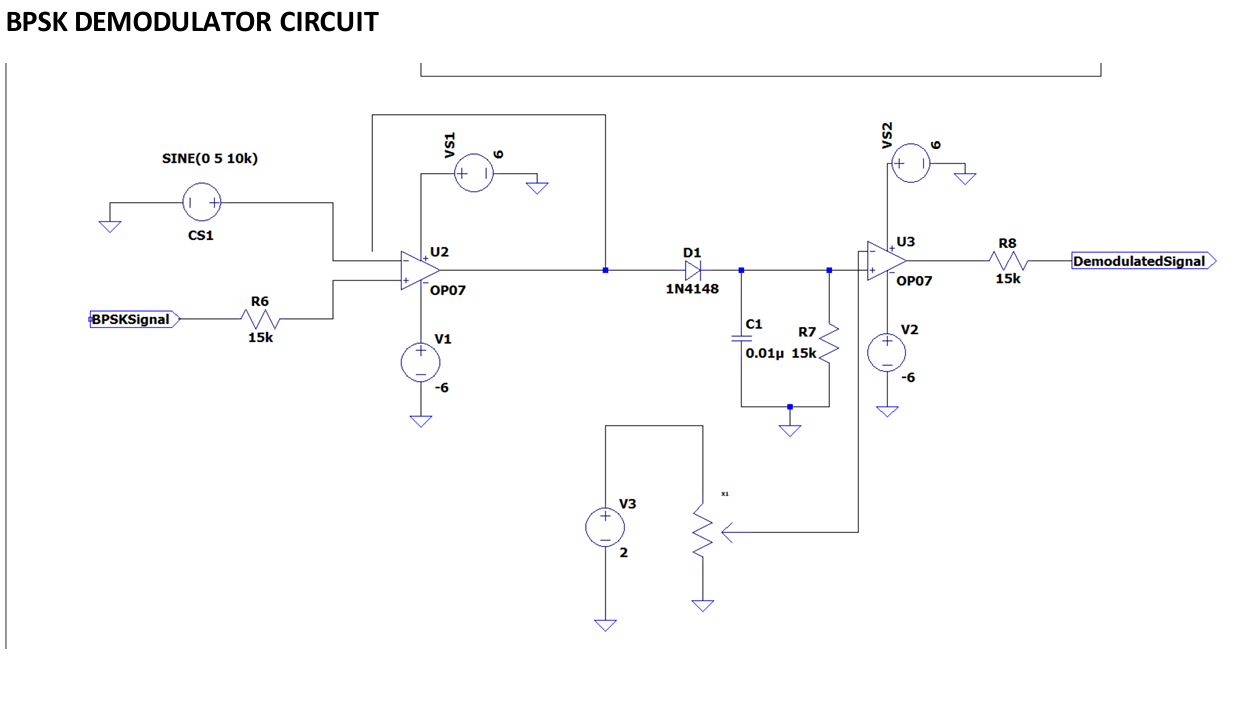 BPSK DEMODULATOR CIRCUIT
SINE(0 5 10k)
CS1
VS1
6
U2
OP07
BPSKSignal
R6
15k
V1
-6
D1
1N4148
C1
0.01µ
R7
15k
VS2
6
U3
OP07
R8
15k
DemodulatedSignal
V2
-6
V3
2
X1